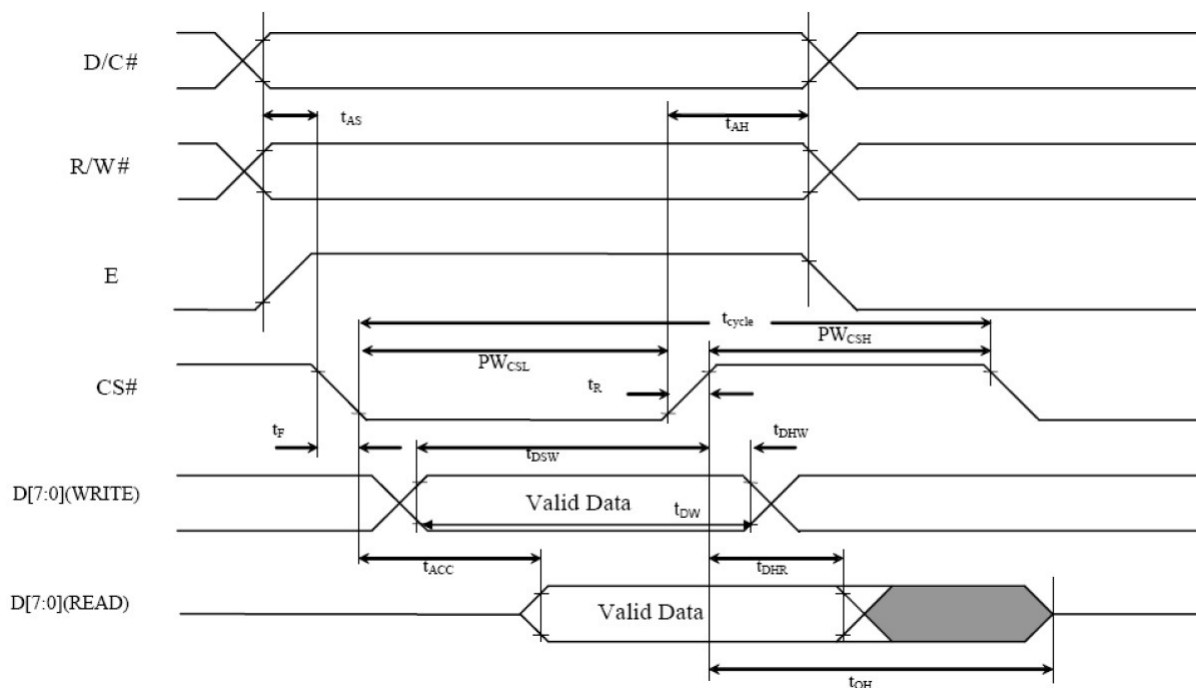 D/C#
tAS
tAH
R/W#
E
tcycle
PWCSL
PWCSH
CS#
tR
tF
tDSW
tDHW
D[7:0](WRITE)
Valid Data
tDW
tACC
tDHR
D[7:0](READ)
Valid Data
tOH